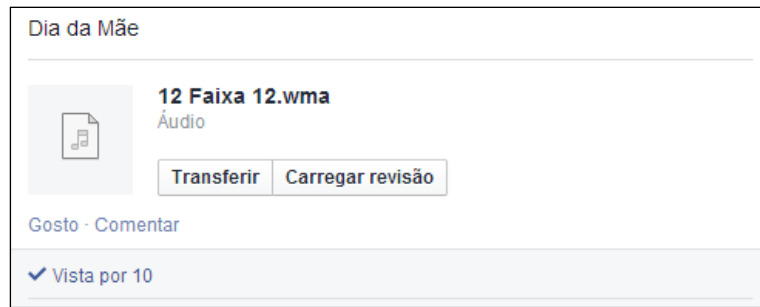 Dia da Mãe
12 Faixa 12.wma
Áudio
Transferir Carregar revisão
Gosto · Comentar
Vista por 10